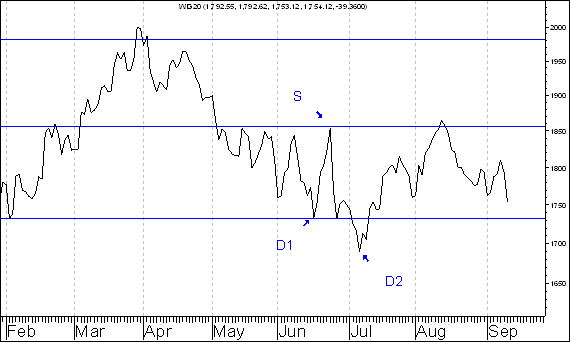 WIG20 (1,792.55, 1,792.62, 1,753.12, 1,754.12, -39.3600)
2000
1950
1900
S
1850
1800
1750
D1
1700
D2
1650
Feb Mar Apr May Jun Jul Aug Sep